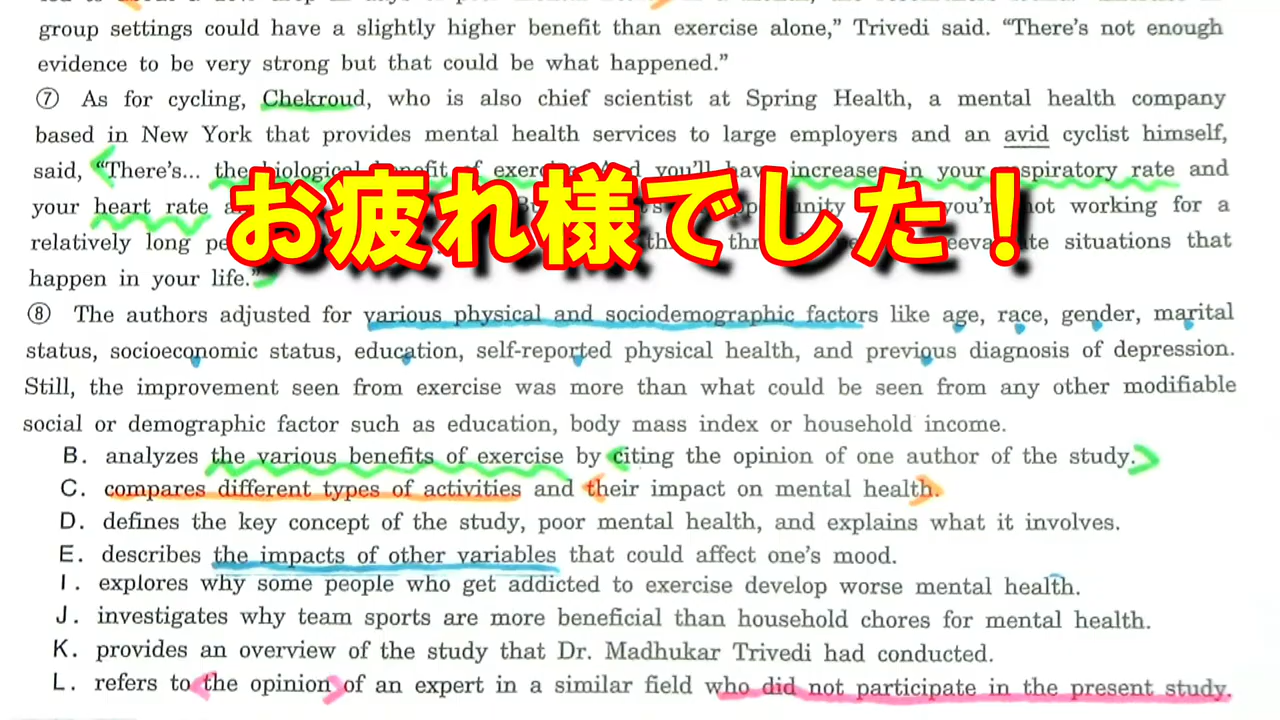 group settings could have a slightly higher benefit than exercise alone,” Trivedi said. “There’s not enough
evidence to be very strong but that could be what happened.”
⑦ As for cycling, Chekroud, who is also chief scientist at Spring Health, a mental health company
based in New York that provides mental health services to large employers and an avid cyclist himself,
said, “There’s... the biological benefit of exercise. And you’ll have increases in your respiratory rate and
your heart rate not working for a
relatively long situations that
happen in your life.”
お疲れ様でした！
⑧ The authors adjusted for various physical and sociodemographic factors like age, race, gender, marital
status, socioeconomic status, education, self-reported physical health, and previous diagnosis of depression.
Still, the improvement seen from exercise was more than what could be seen from any other modifiable
social or demographic factor such as education, body mass index or household income.
B. analyzes the various benefits of exercise by citing the opinion of one author of the study.
C. compares different types of activities and their impact on mental health.
D. defines the key concept of the study, poor mental health, and explains what it involves.
E. describes the impacts of other variables that could affect one’s mood.
I. explores why some people who get addicted to exercise develop worse mental health.
J. investigates why team sports are more beneficial than household chores for mental health.
K. provides an overview of the study that Dr. Madhukar Trivedi had conducted.
L. refers to the opinion of an expert in a similar field who did not participate in the present study.